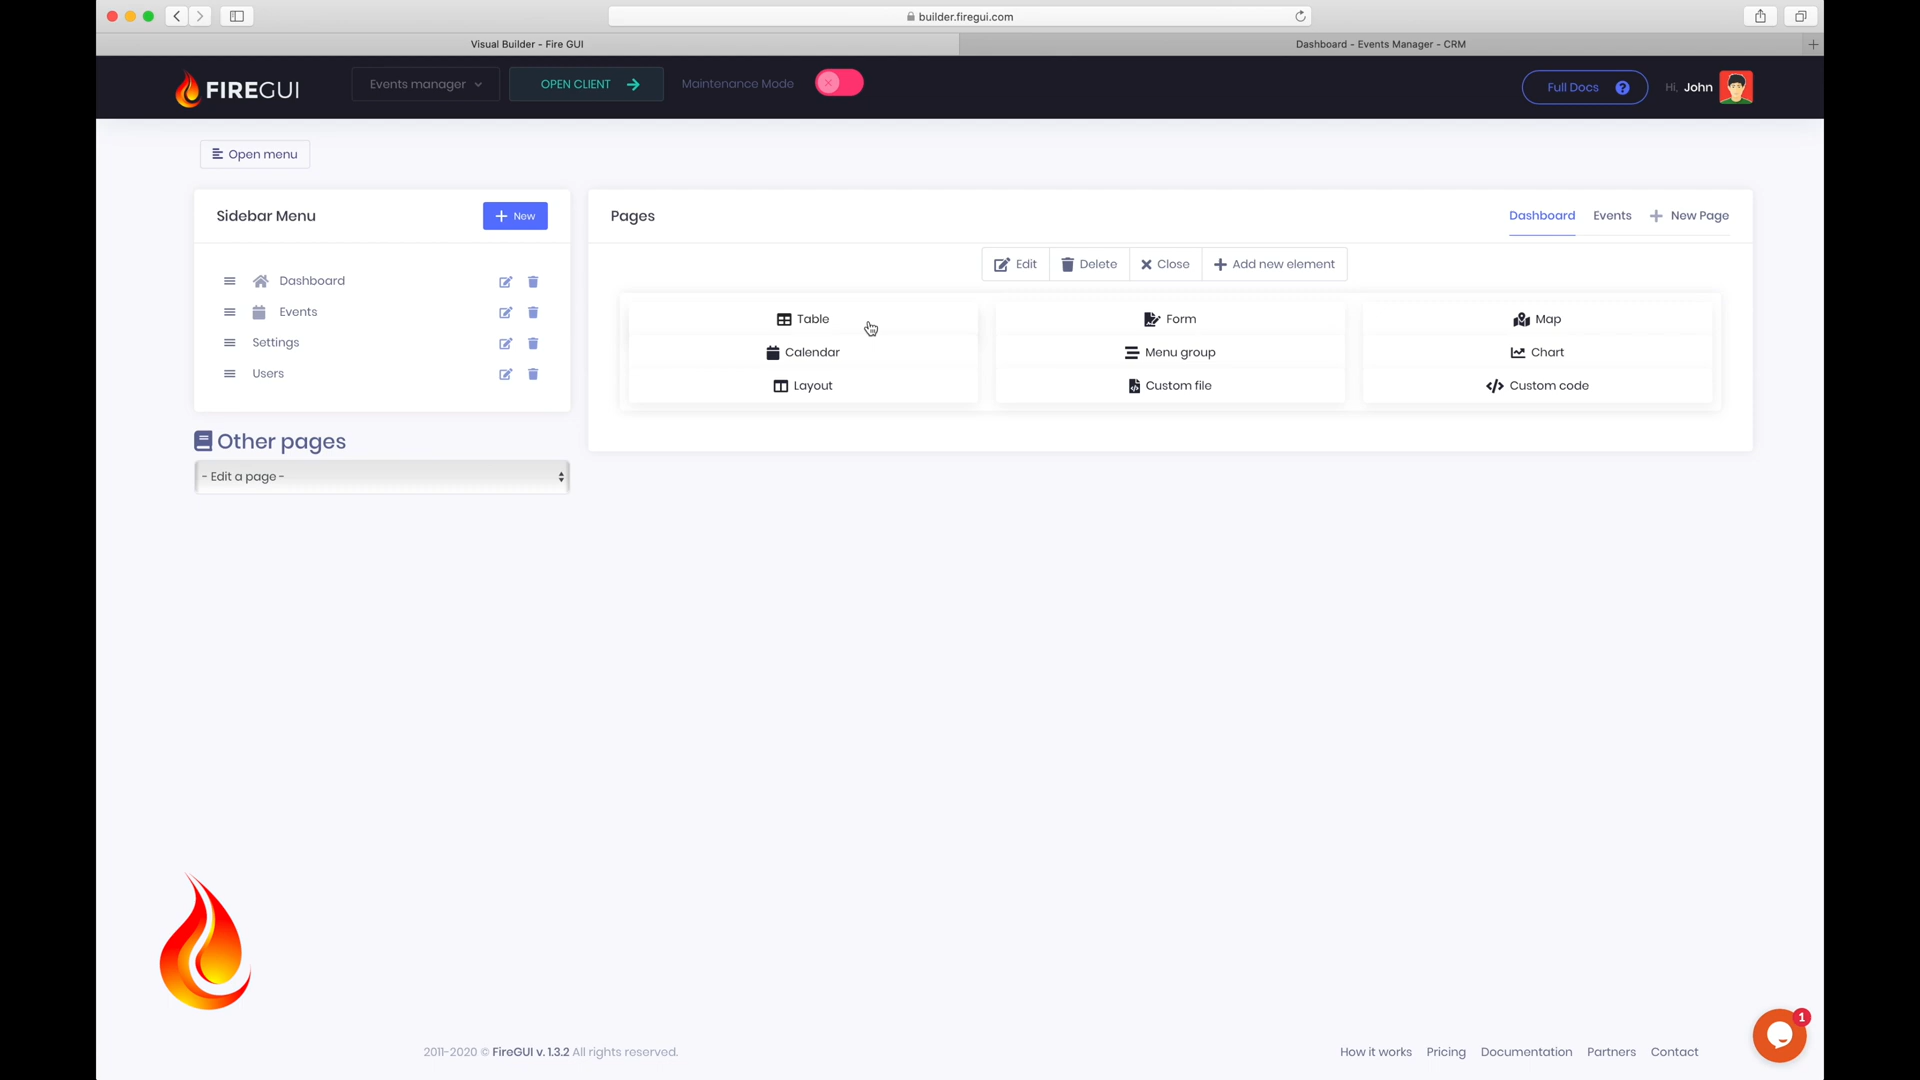 builder.firegui.com
Visual Builder - Fire GUI
Dashboard - Events Manager - CRM
FIREGUI
Events manager
OPEN CLIENT
Maintenance Mode
Full Docs ?
Hi, John
Open menu
Sidebar Menu
+ New
Dashboard
Events
Settings
Users
Other pages
- Edit a page -
Pages
Dashboard
Events
+ New Page
Edit
Delete
Close
+ Add new element
Table
Form
Map
Calendar
Menu group
Chart
Layout
Custom file
Custom code
2011-2020 © FireGUI v. 1.3.2 All rights reserved.
How it works
Pricing
Documentation
Partners
Contact
1